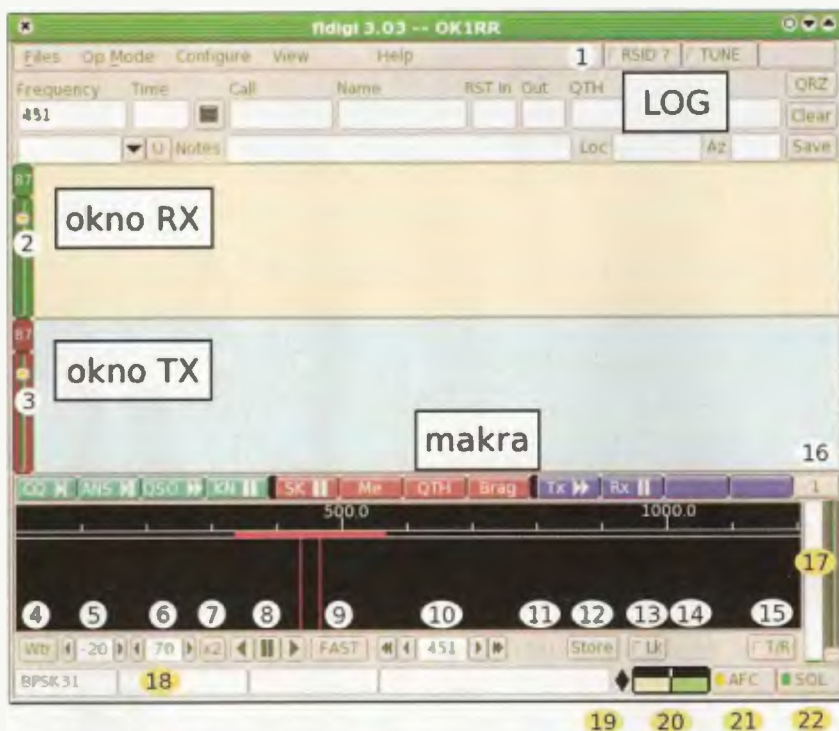 fldigi 3.03 -- OK1RR
Files Op Mode Configure View Help 1 RSID ? TUNE
Frequency Time Call Name RST In Out QTH LOG QRZ
451 Clear
U Notes Loc Az Save
87
okno RX
2
87
okno TX
3
makra
16
CQ ANS QSO KN SK Me QTH Brag Tx Rx 1
500.0 1000.0
17
4 5 6 7 8 9 10 11 12 13 14 15
Wtr -20 70 x2 FAST 451 Store Lk T/R
BPSK31 18 AFC SQL
19 20 21 22